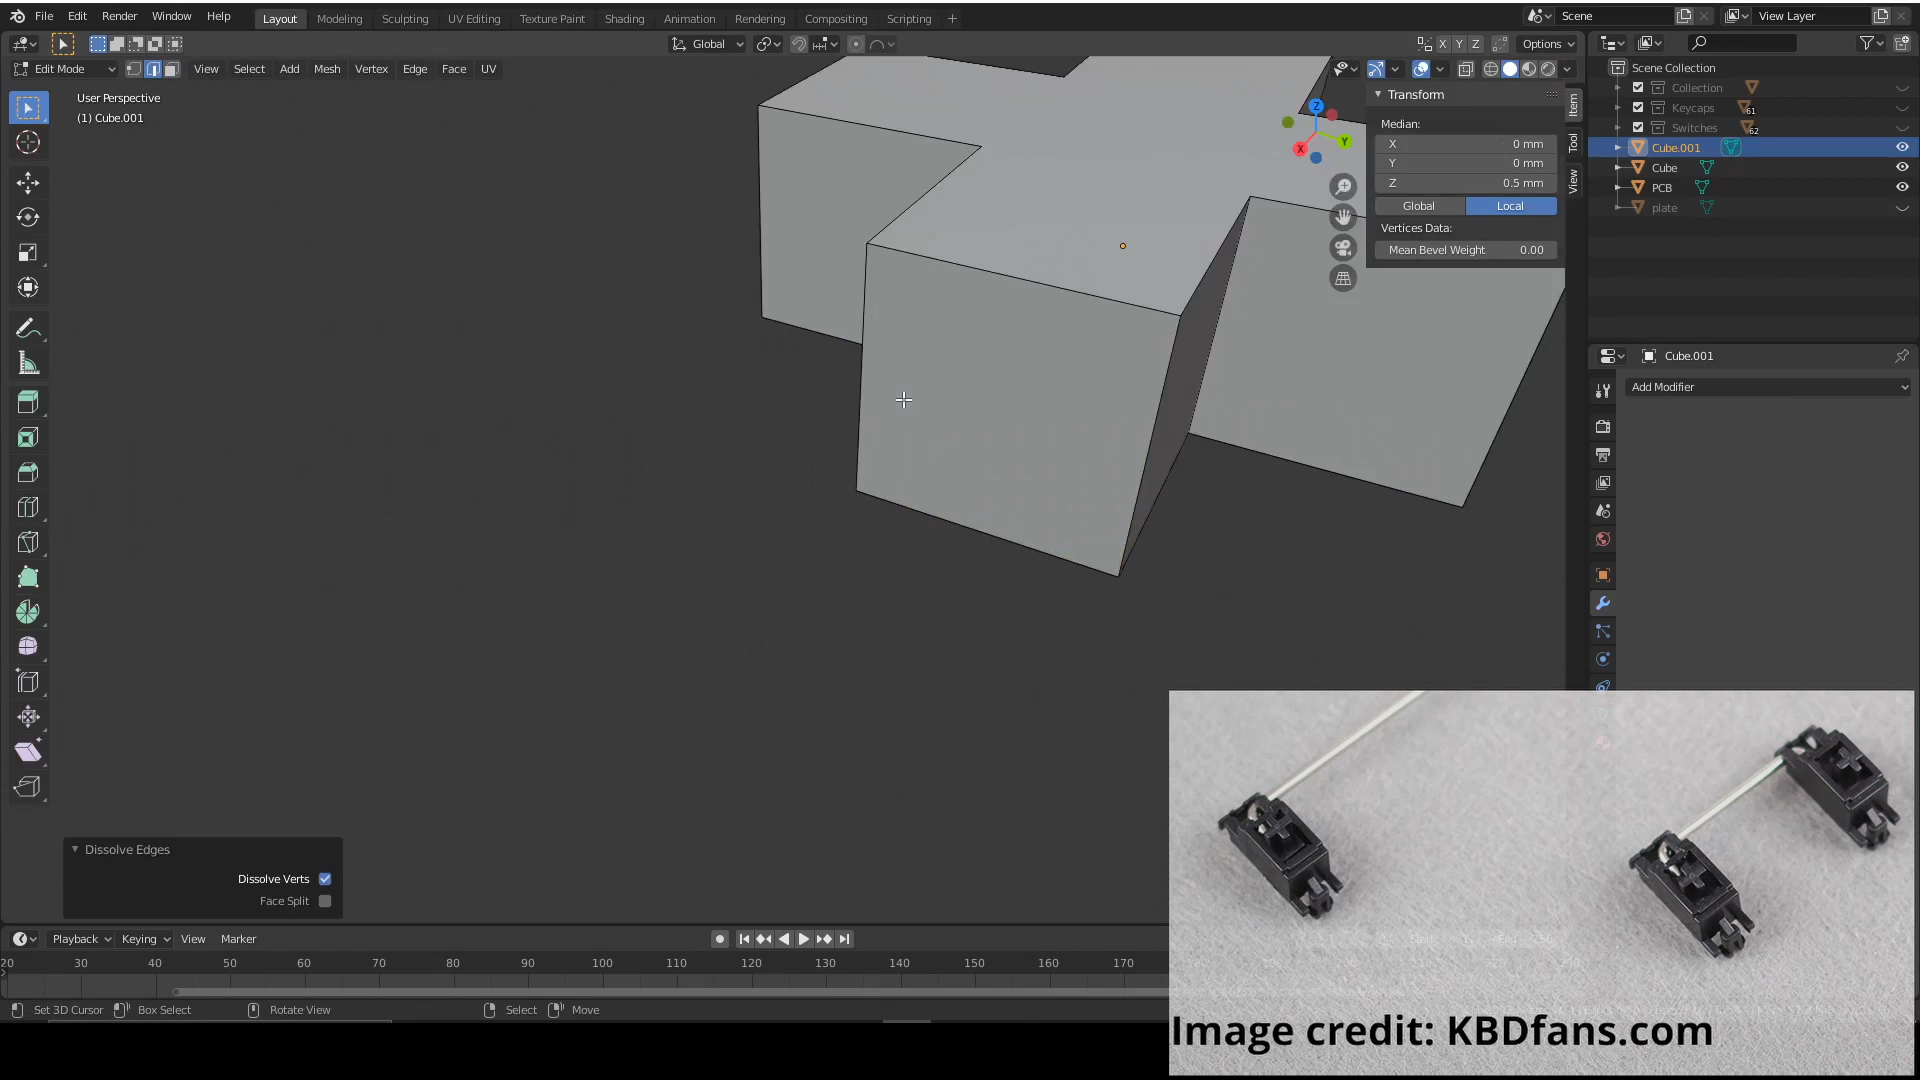 File Edit Render Window Help
Layout Modeling Sculpting UV Editing Texture Paint Shading Animation Rendering Compositing Scripting +
Scene
View Layer
Global
X Y Z Options
Edit Mode View Select Add Mesh Vertex Edge Face UV
User Perspective
(1) Cube.001
Transform
Median:
X 0 mm
Y 0 mm
Z 0.5 mm
Global Local
Vertices Data:
Mean Bevel Weight 0.00
Item
Tool
View
Z
Y
X
Scene Collection
Collection
Keycaps 61
Switches 62
Cube.001
Cube
PCB
plate
Cube.001
Add Modifier
Dissolve Edges
Dissolve Verts
Face Split
Playback Keying View Marker
20 30 40 50 60 70 80 90 100 110 120 130 140 150 160 170
Set 3D Cursor Box Select Rotate View Select Move
Image credit: KBDfans.com